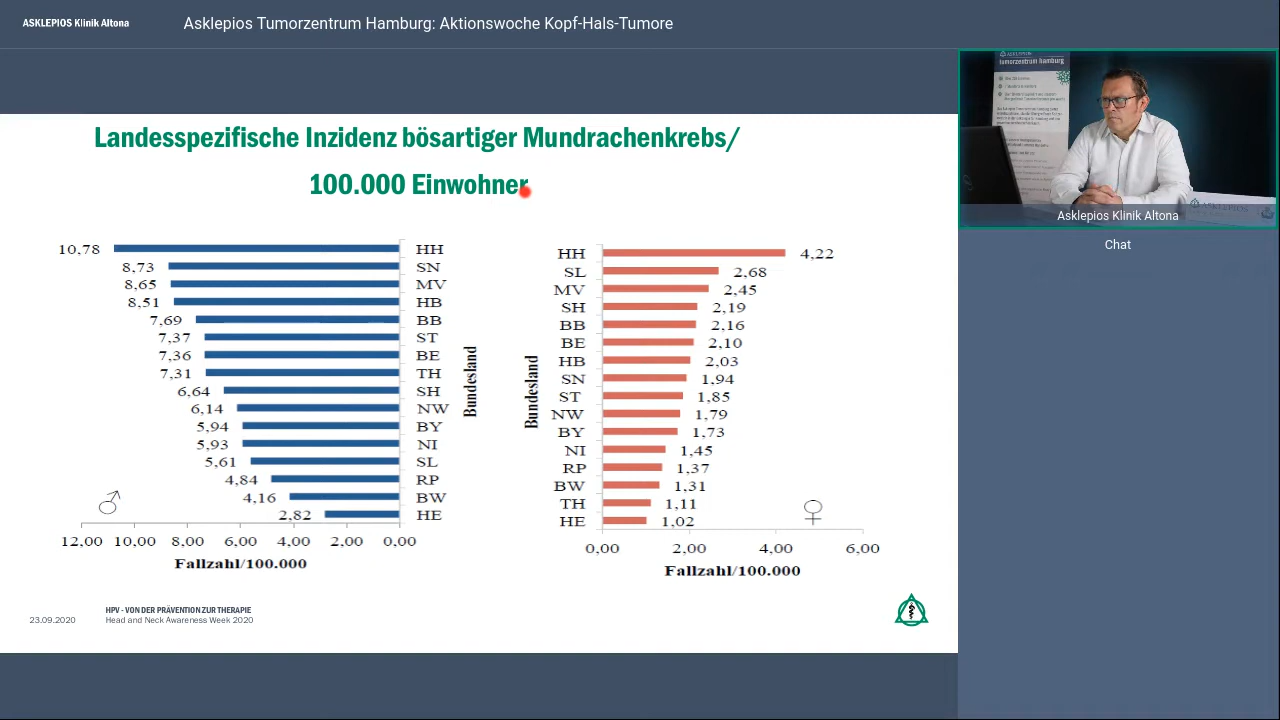 ASKLEPIOS Klinik Altona
Asklepios Tumorzentrum Hamburg: Aktionswoche Kopf-Hals-Tumore
Landesspezifische Inzidenz bösartiger Mundrachenkrebs/
100.000 Einwohner
10,78 HH
8,73 SN
8,65 MV
8,51 HB
7,69 BB
7,37 ST
7,36 BE
7,31 TH
6,64 SH
6,14 NW
5,94 BY
5,93 NI
5,61 SL
4,84 RP
4,16 BW
2,82 HE
Bundesland
12,00 10,00 8,00 6,00 4,00 2,00 0,00
Fallzahl/100.000
Bundesland
HH 4,22
SL 2,68
MV 2,45
SH 2,19
BB 2,16
BE 2,10
HB 2,03
SN 1,94
ST 1,85
NW 1,79
BY 1,73
NI 1,45
RP 1,37
BW 1,31
TH 1,11
HE 1,02
0,00 2,00 4,00 6,00
Fallzahl/100.000
HPV - VON DER PRÄVENTION ZUR THERAPIE
23.09.2020 Head and Neck Awareness Week 2020
ASKLEPIOS
tumorzentrum hamburg
ASKLEPIOS
Asklepios Klinik Altona
Chat